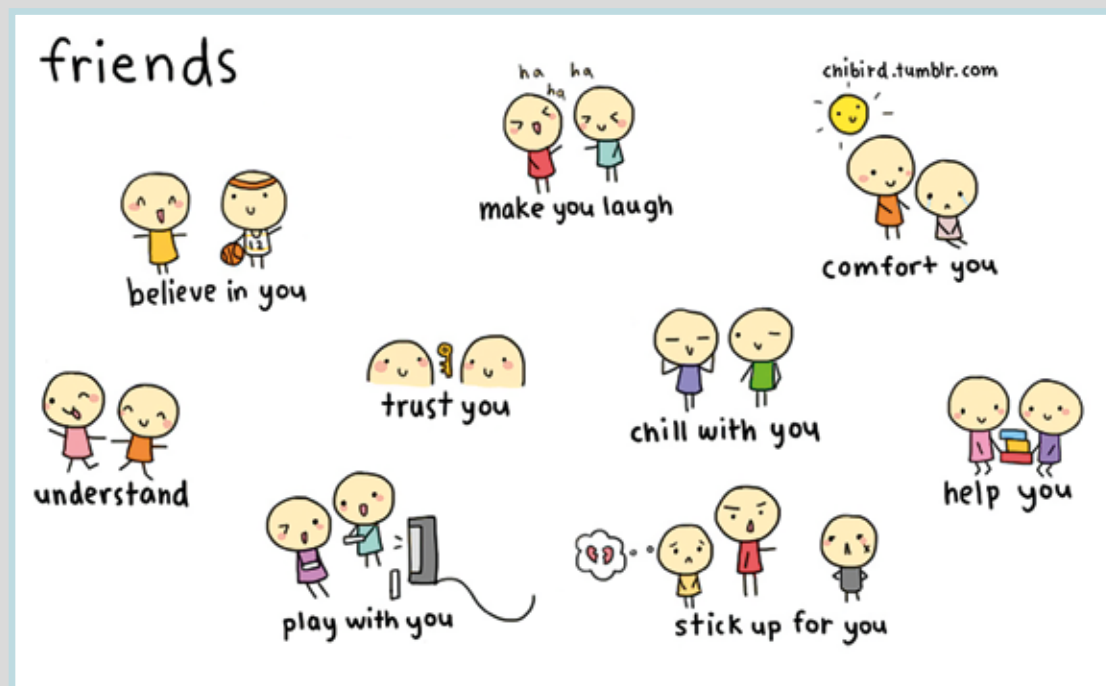 friends
ha ha
ha
make you laugh
chibird.tumblr.com
comfort you
12
believe in you
trust you
chill with you
understand
help you
play with you
stick up for you